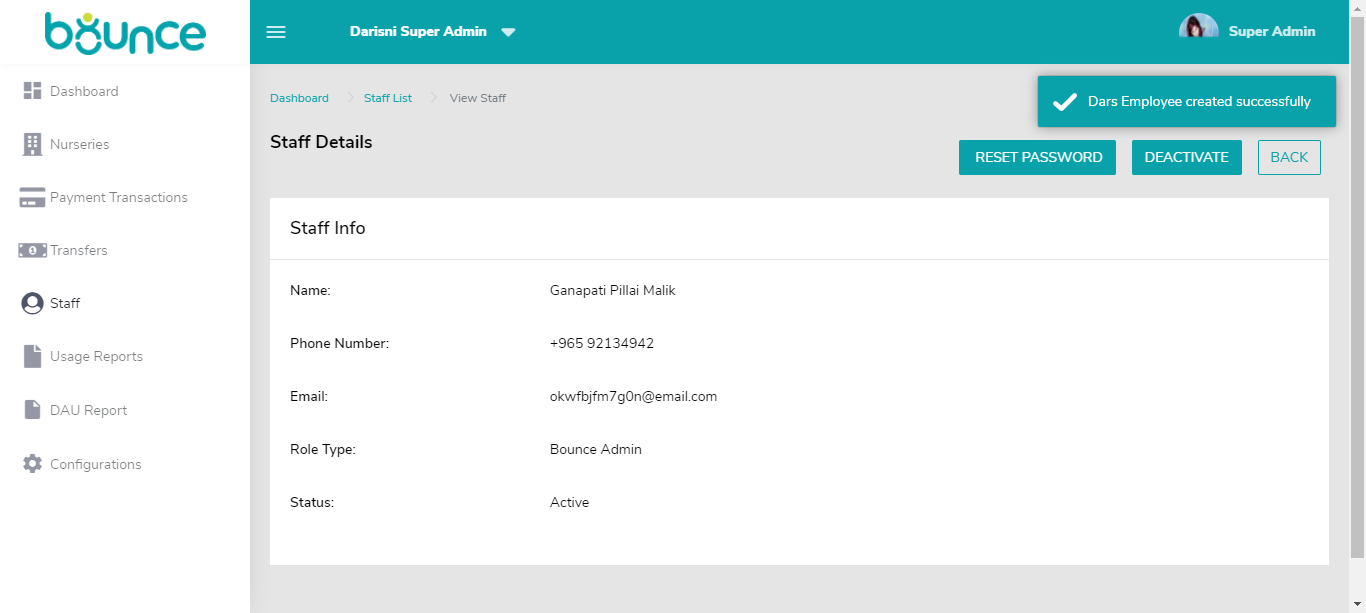 bounce
Darisni Super Admin
Super Admin
Dashboard
Nurseries
Payment Transactions
Transfers
Staff
Usage Reports
DAU Report
Configurations
Dashboard Staff List View Staff
Dars Employee created successfully
Staff Details
RESET PASSWORD DEACTIVATE BACK
Staff Info
Name: Ganapati Pillai Malik
Phone Number: +965 92134942
Email: okwfbjfm7g0n@email.com
Role Type: Bounce Admin
Status: Active